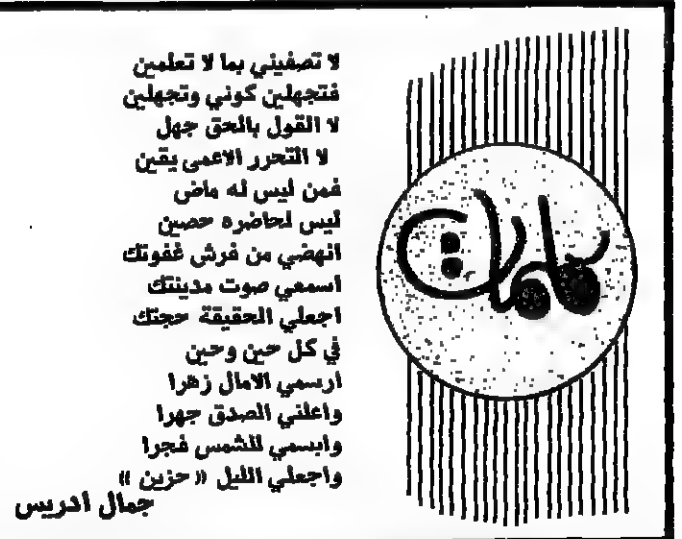 كلمات
لا تصفيني بما لا تعلمين
فتجهلين كوني وتجهلين
لا القول بالحق جهل
لا التحرر الاعمى يقين
فمن ليس له ماض
ليس لحاضره حصين
انهضي من فرش غفوتك
اسمعي صوت مدينتك
اجعلي الحقيقة حجتك
في كل حين وحين
ارسمي الامال زهرا
واعلني الصدق جهرا
وابسمي للشمس فجرا
واجعلي الليل « حزين »
جمال ادريس